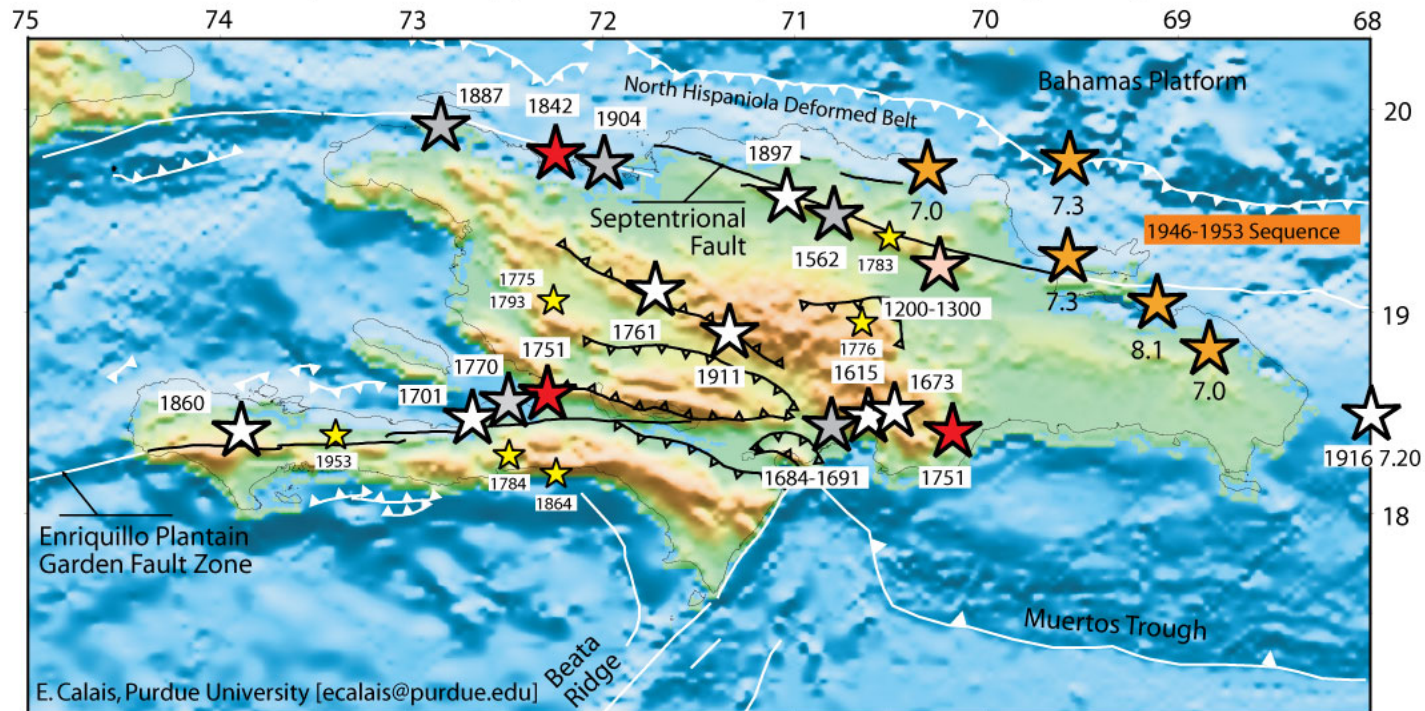 75 74 73 72 71 70 69 68
Bahamas Platform
North Hispaniola Deformed Belt
1887
1842
1904
20
1897
7.0
7.3
Septentrional
Fault
1946-1953 Sequence
1562
1783
7.3
1775
1793
1200-1300
19
1761
1776
8.1
1751
1770
1911
1615
1673
7.0
1860
1701
1953
1784
1864
1684-1691
1751
1916 7.20
18
Enriquillo Plantain
Garden Fault Zone
Muertos Trough
Beata
Ridge
E. Calais, Purdue University [ecalais@purdue.edu]